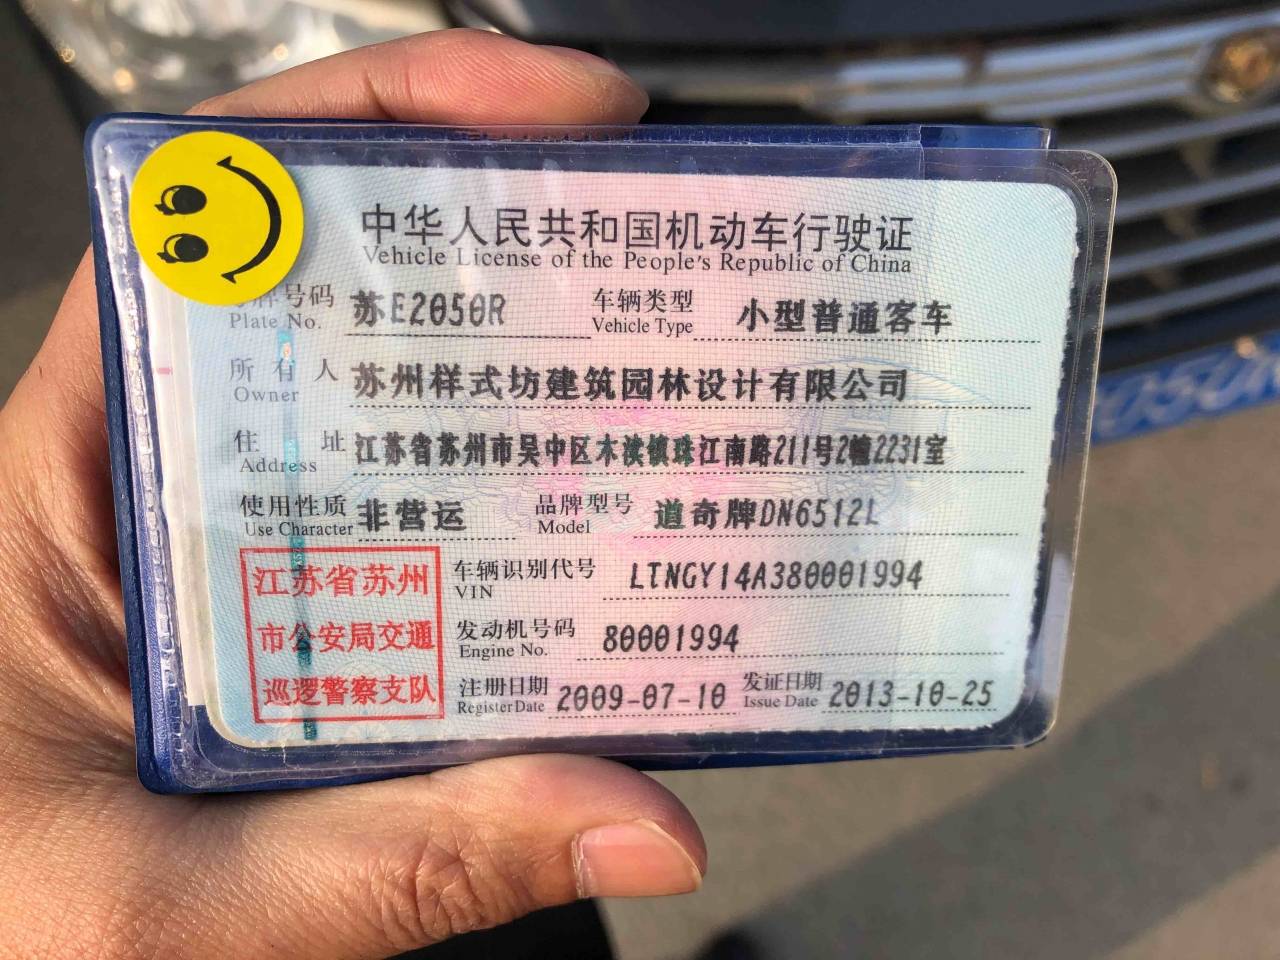 中华人民共和国机动车行驶证
Vehicle License of the People's Republic of China
牌号码 苏E2050R 车辆类型 小型普通客车
Plate No. Vehicle Type
所有人 苏州样式坊建筑园林设计有限公司
Owner
住址 江苏省苏州市吴中区木渎镇珠江南路211号2幢2231室
Address
使用性质 非营运 品牌型号 道奇牌DN6512L
Use Character Model
江苏省苏州
市公安局交通
巡逻警察支队
车辆识别代号 LTNGY14A380001994
VIN
发动机号码 80001994
Engine No.
注册日期 2009-07-10 发证日期 2013-10-25
Register Date Issue Date